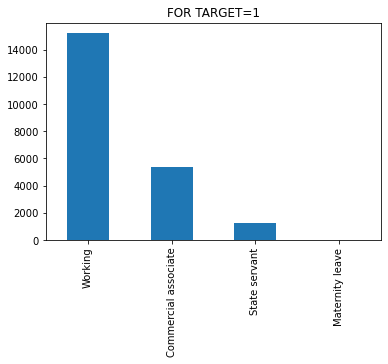 FOR TARGET=1
14000
12000
10000
8000
6000
4000
2000
0
Working
Commercial associate
State servant
Maternity leave